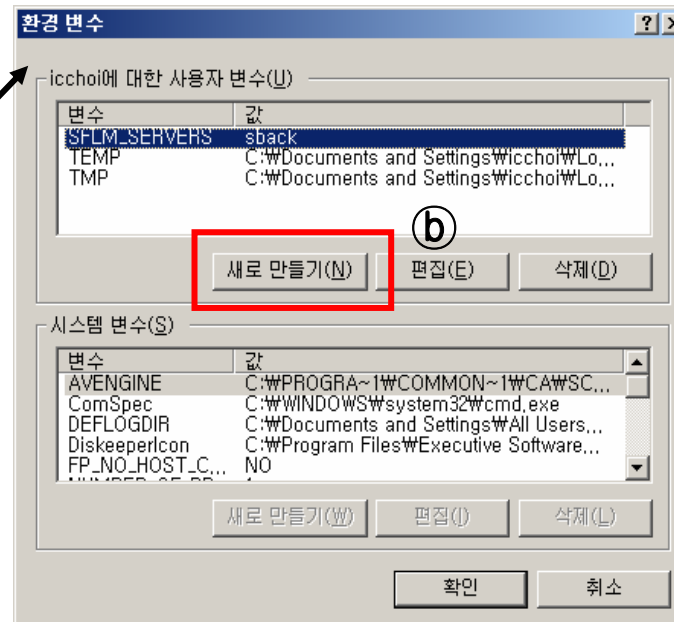 환경 변수
icchoi에 대한 사용자 변수(U)
변수 값
SFLM_SERVERS sback
TEMP C:₩Documents and Settings₩icchoi₩Lo...
TMP C:₩Documents and Settings₩icchoi₩Lo...
ⓑ
새로 만들기(N) 편집(E) 삭제(D)
시스템 변수(S)
변수 값
AVENGINE C:₩PROGRA~1₩COMMON~1₩CA₩SC...
ComSpec C:₩WINDOWS₩system32₩cmd.exe
DEFLOGDIR C:₩Documents and Settings₩All Users...
DiskeeperIcon C:₩Program Files₩Executive Software...
FP_NO_HOST_C... NO
새로 만들기(W) 편집(I) 삭제(L)
확인 취소